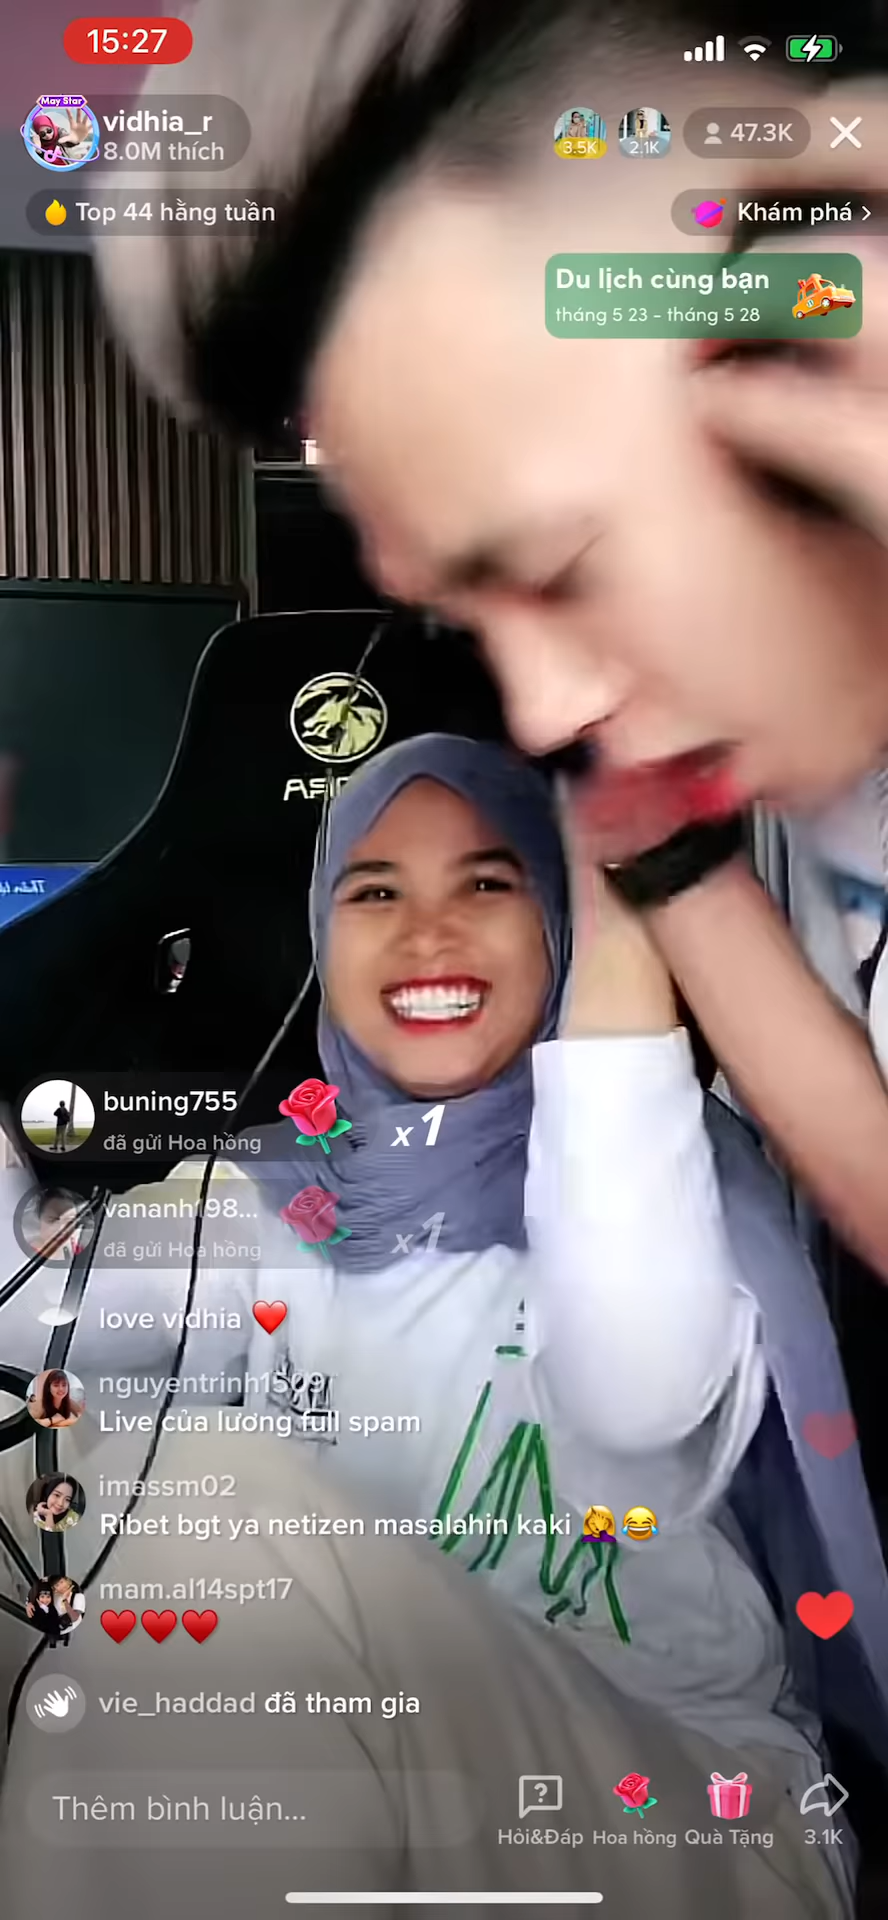 15:27
May Star
vidhia_r
8.0M thích
3.5K
2.1K
47.3K
Top 44 hằng tuần
Khám phá
Du lịch cùng bạn
tháng 5 23 - tháng 5 28
buning755
đã gửi Hoa hồng
x1
vananh198...
đã gửi Hoa hồng
x1
love vidhia ❤️
nguyentrinh1509
Live của lương full spam
imassm02
Ribet bgt ya netizen masalahin kaki 🤦‍♀️😂
mam.al14spt17
❤️❤️❤️
vie_haddad đã tham gia
Thêm bình luận...
Hỏi&Đáp
Hoa hồng
Quà Tặng
3.1K